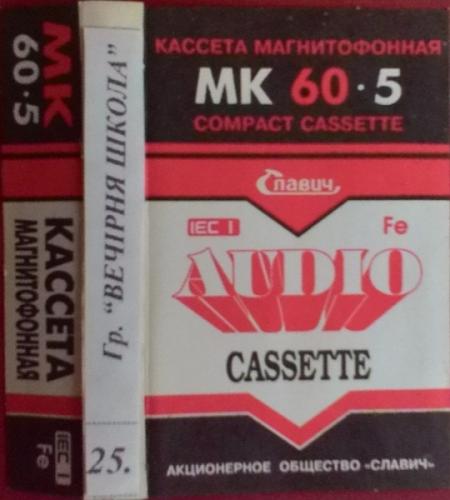 МК
60·5
КАССЕТА
МАГНИТОФОННАЯ
IEC I
Fe
Гр. "ВЕЧІРНЯ ШКОЛА"
25.
КАССЕТА МАГНИТОФОННАЯ
МК 60·5
COMPACT CASSETTE
Славич
IEC I
Fe
AUDIO
CASSETTE
АКЦИОНЕРНОЕ ОБЩЕСТВО «СЛАВИЧ»